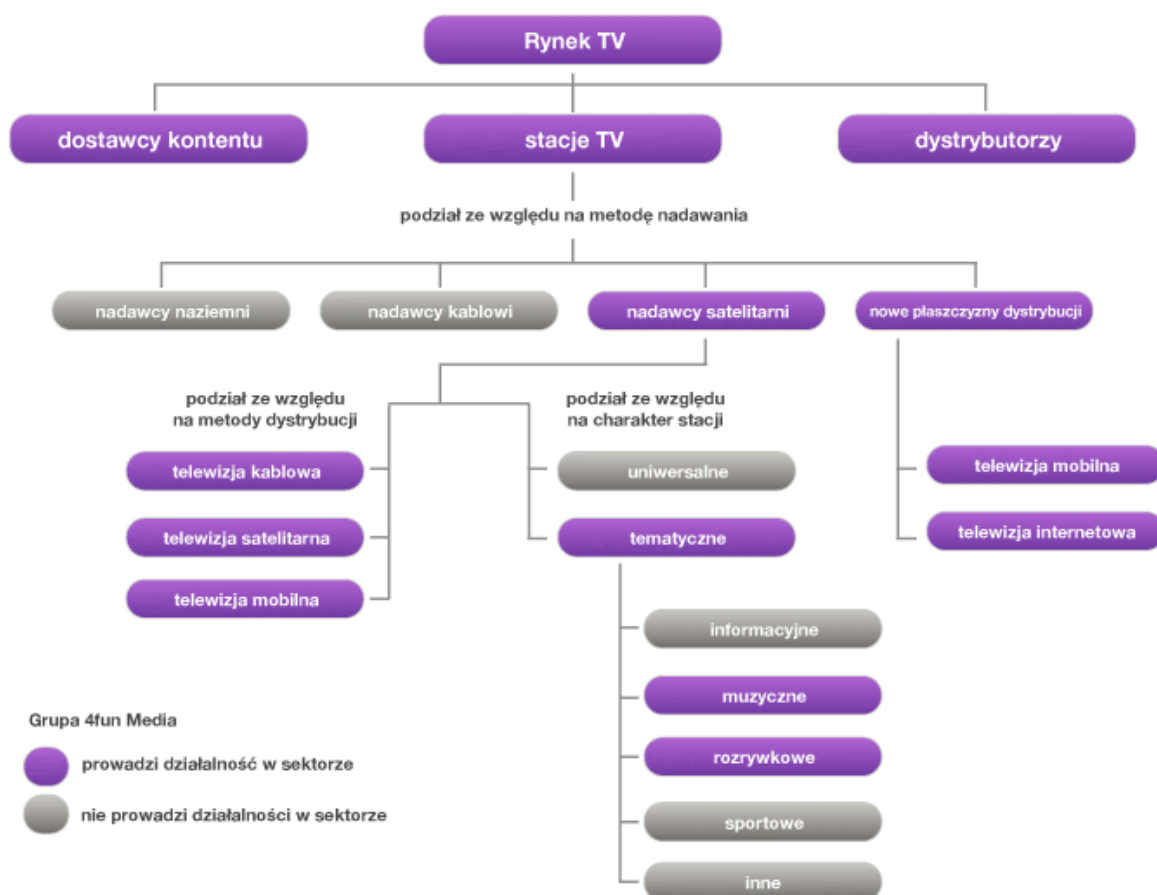 Rynek TV
dostawcy kontentu
stacje TV
dystrybutorzy
podział ze względu na metodę nadawania
nadawcy naziemni
nadawcy kablowi
nadawcy satelitarni
nowe płaszczyzny dystrybucji
podział ze względu
na metody dystrybucji
podział ze względu
na charakter stacji
telewizja kablowa
telewizja satelitarna
telewizja mobilna
uniwersalne
tematyczne
telewizja mobilna
telewizja internetowa
informacyjne
muzyczne
rozrywkowe
sportowe
inne
Grupa 4fun Media
prowadzi działalność w sektorze
nie prowadzi działalności w sektorze